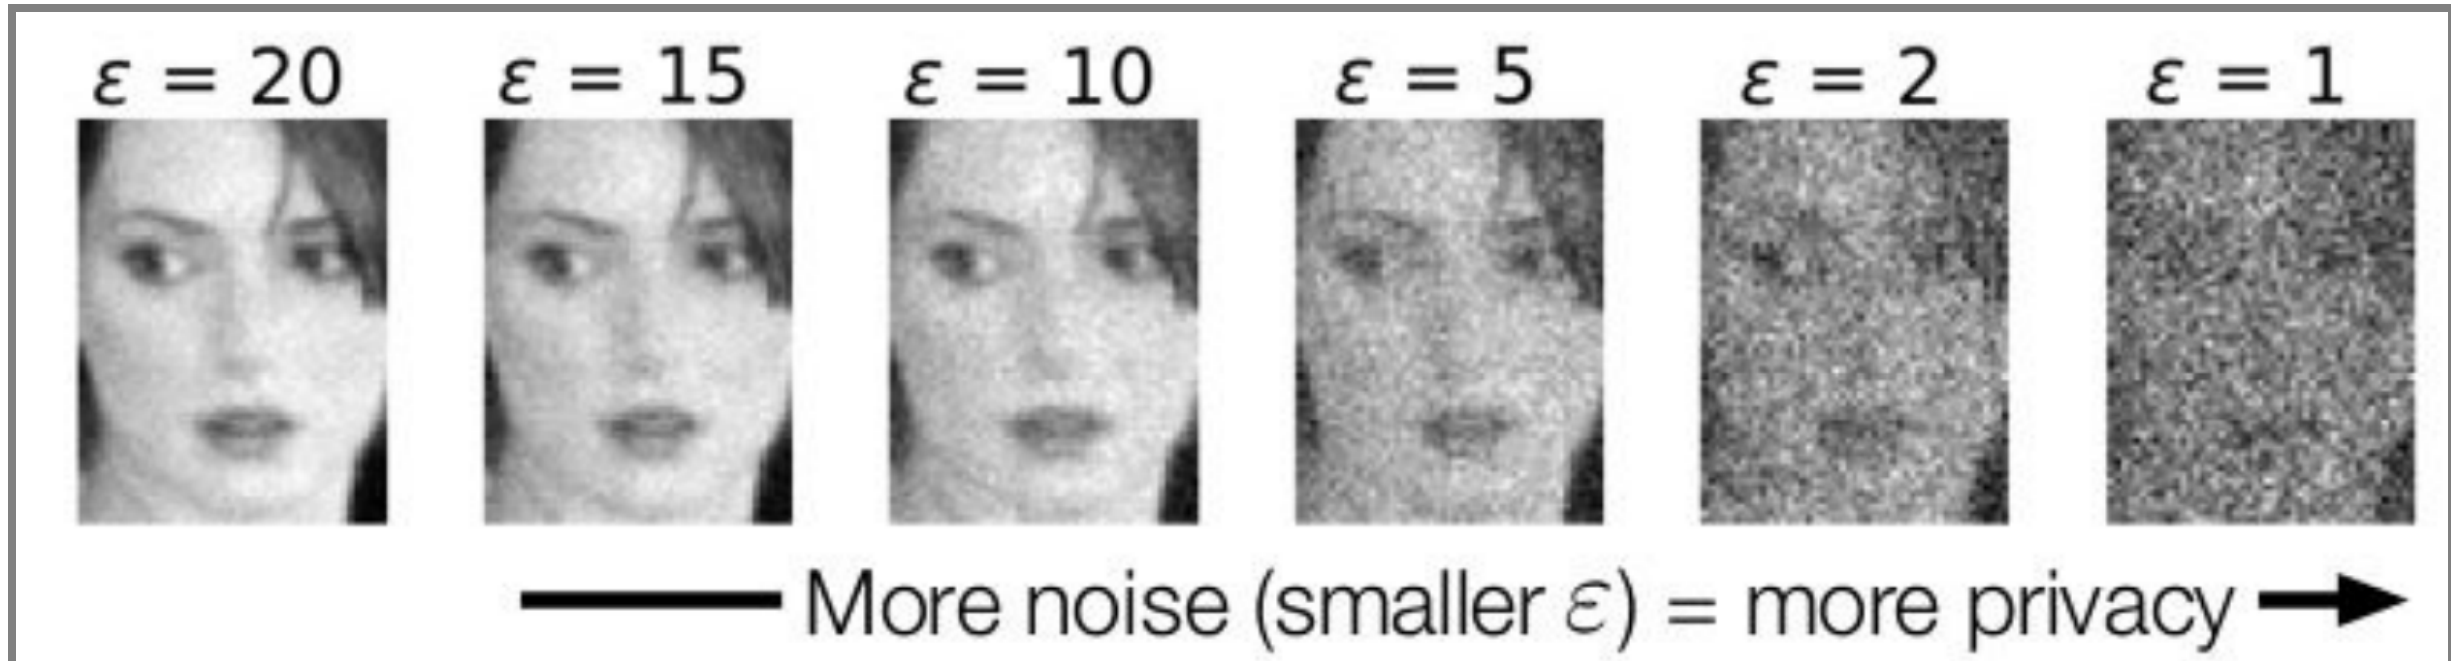 ε = 20 ε = 15 ε = 10 ε = 5 ε = 2 ε = 1
More noise (smaller ε) = more privacy